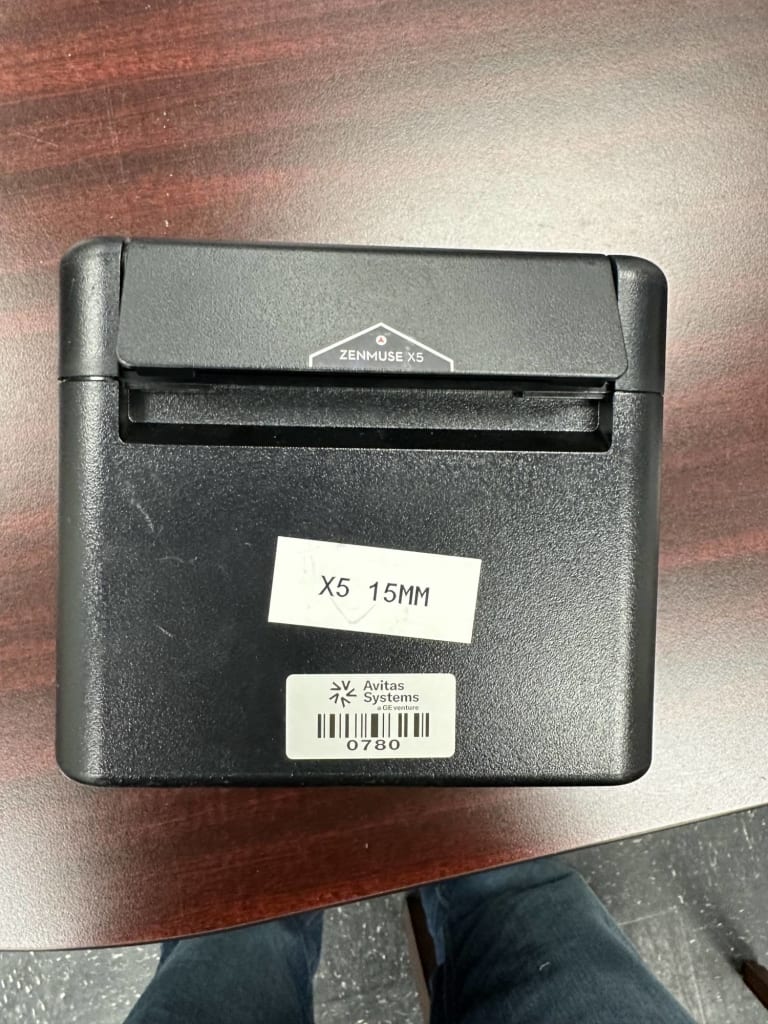 ZENMUSE X5
X5 15MM
Avitas
Systems
a GE venture
0780